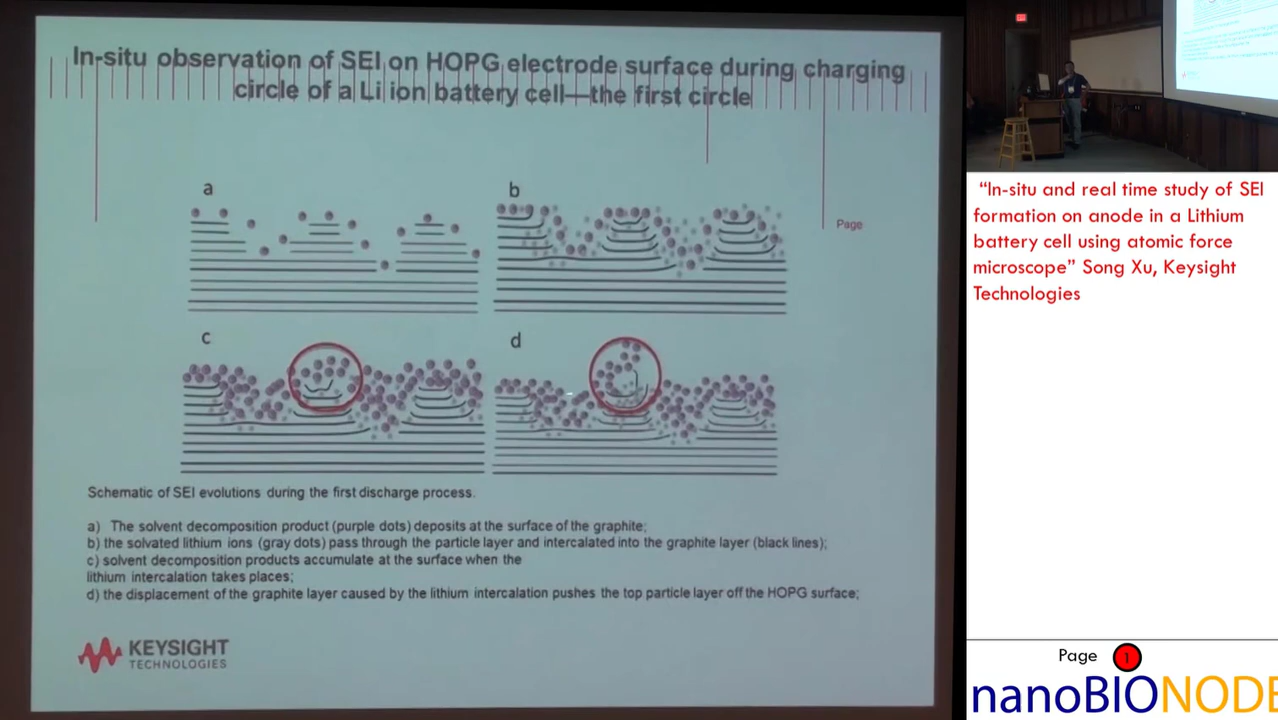 In-situ observation of SEI on HOPG electrode surface during charging
circle of a Li ion battery cell—the first circle
a
b
Page
c
d
Schematic of SEI evolutions during the first discharge process.
a) The solvent decomposition product (purple dots) deposits at the surface of the graphite;
b) the solvated lithium ions (gray dots) pass through the particle layer and intercalated into the graphite layer (black lines);
c) solvent decomposition products accumulate at the surface when the
lithium intercalation takes places;
d) the displacement of the graphite layer caused by the lithium intercalation pushes the top particle layer off the HOPG surface;
KEYSIGHT
TECHNOLOGIES
“In-situ and real time study of SEI
formation on anode in a Lithium
battery cell using atomic force
microscope” Song Xu, Keysight
Technologies
Page 1
nanoBIONODE